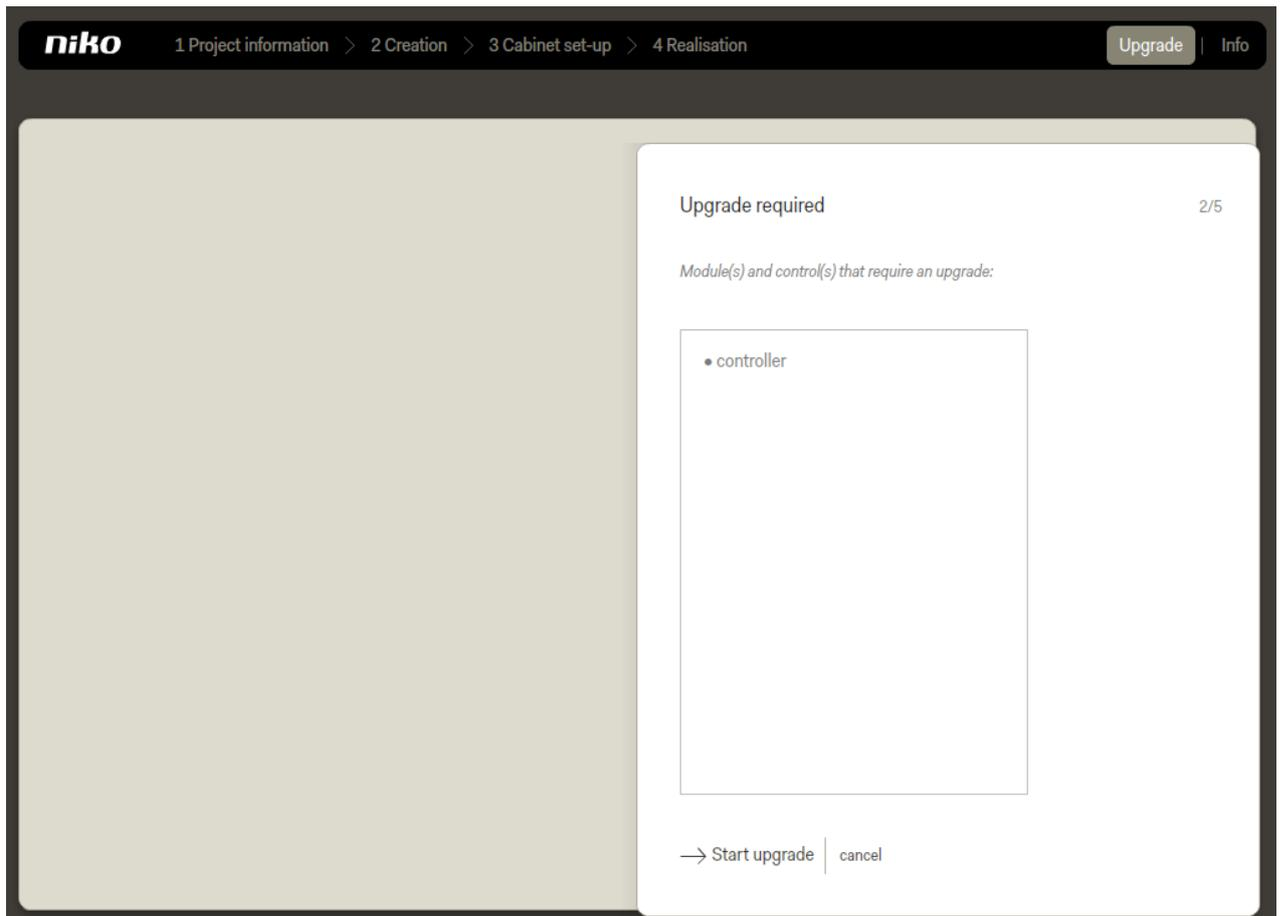 niko 1 Project information 2 Creation 3 Cabinet set-up 4 Realisation Upgrade | Info
Upgrade required 2/5
Module(s) and control(s) that require an upgrade:
• controller
Start upgrade cancel